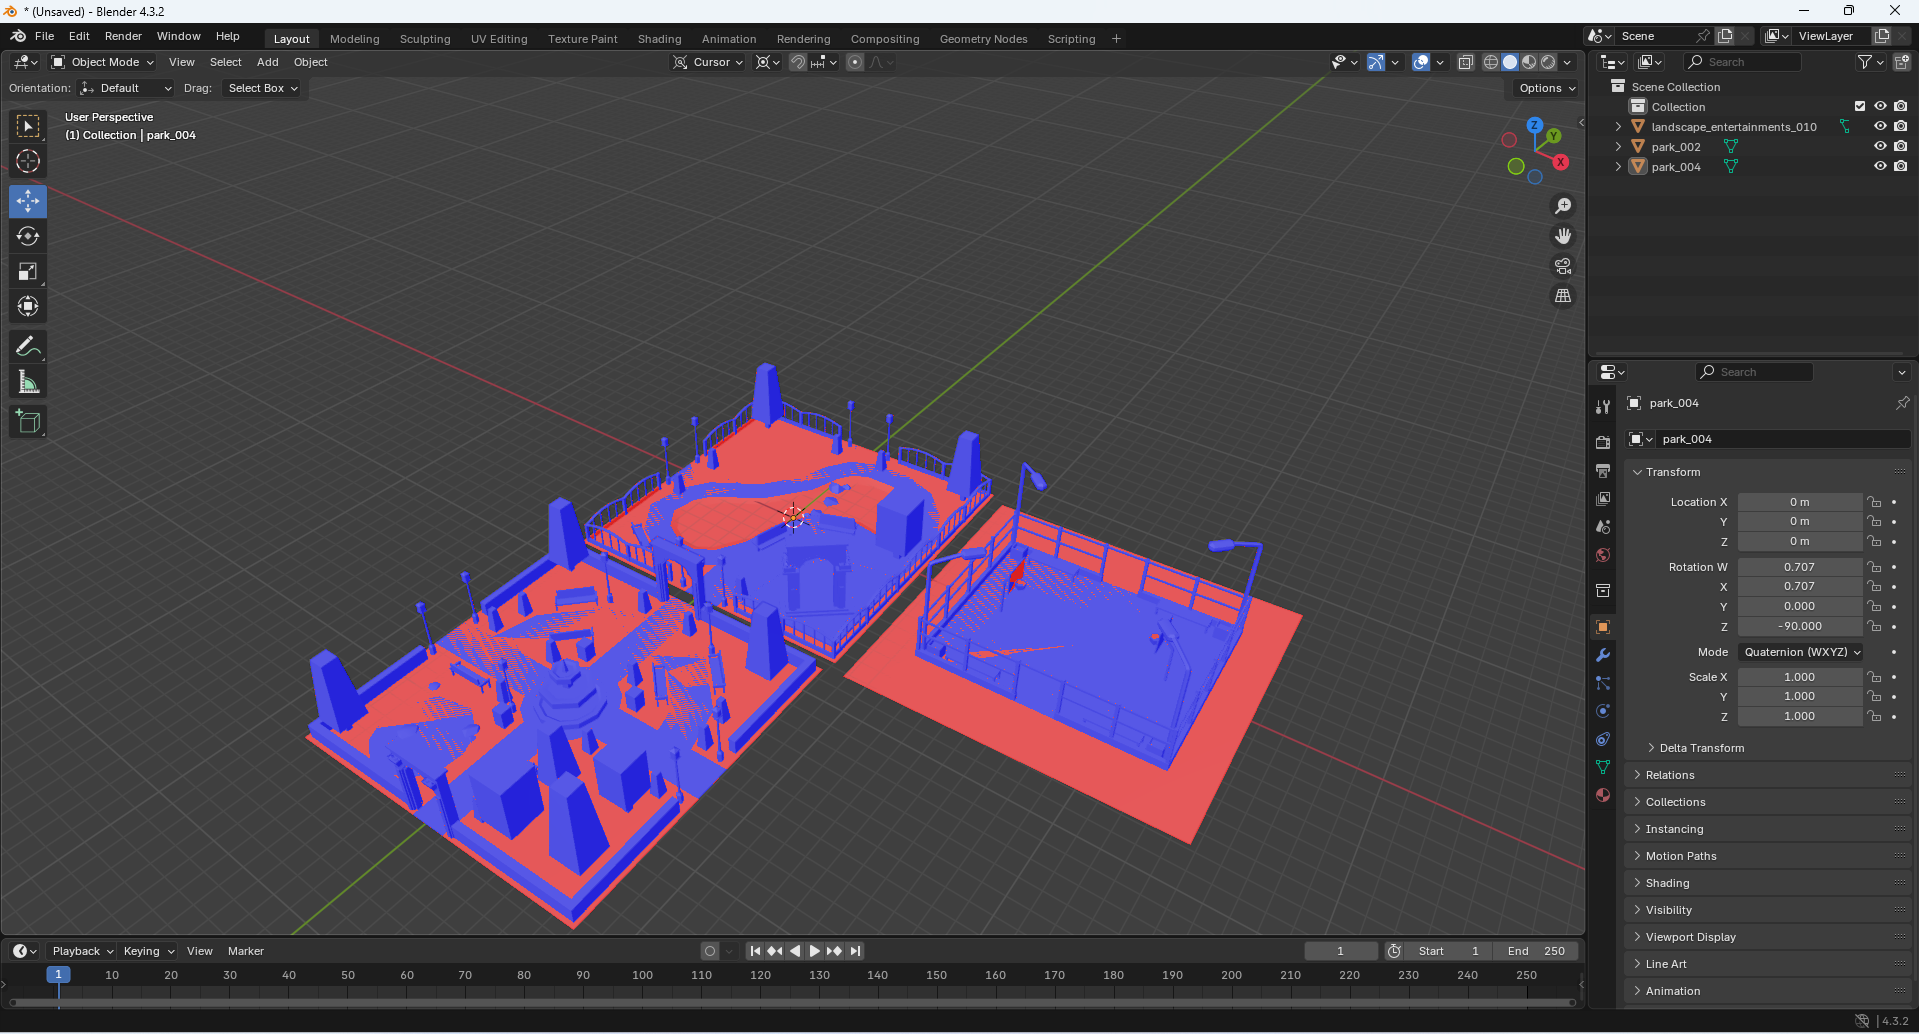 * (Unsaved) - Blender 4.3.2
File Edit Render Window Help
Layout Modeling Sculpting UV Editing Texture Paint Shading Animation Rendering Compositing Geometry Nodes Scripting +
Scene
ViewLayer
Object Mode View Select Add Object
Cursor
Search
Orientation: Default Drag: Select Box
Options
User Perspective
(1) Collection | park_004
Z
Y
X
Scene Collection
Collection
landscape_entertainments_010
park_002
park_004
Search
park_004
park_004
Transform
Location X 0 m
Y 0 m
Z 0 m
Rotation W 0.707
X 0.707
Y 0.000
Z -90.000
Mode Quaternion (WXYZ)
Scale X 1.000
Y 1.000
Z 1.000
Delta Transform
Relations
Collections
Instancing
Motion Paths
Shading
Visibility
Viewport Display
Line Art
Animation
Playback Keying View Marker
1
Start 1
End 250
1 10 20 30 40 50 60 70 80 90 100 110 120 130 140 150 160 170 180 190 200 210 220 230 240 250
4.3.2